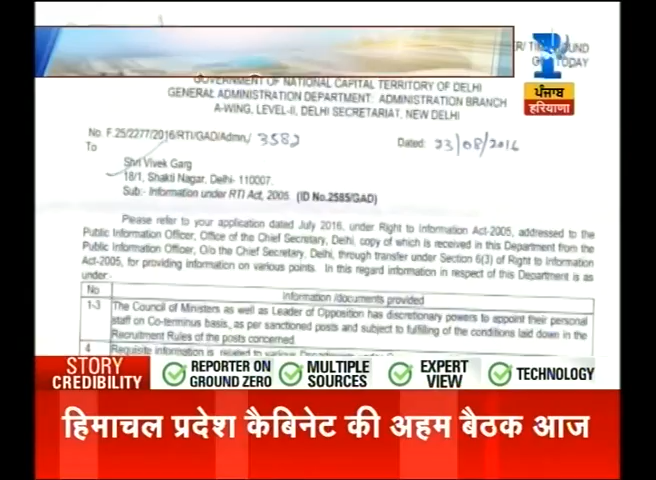 ER/ TI
OUND
TODAY
पंजाब
हरियाणा
GOVERNMENT OF NATIONAL CAPITAL TERRITORY OF DELHI
GENERAL ADMINISTRATION DEPARTMENT: ADMINISTRATION BRANCH
A-WING, LEVEL-II, DELHI SECRETARIAT, NEW DELHI
No. F.25/2277/2016/RTI/GAD/Admn./ 3582
Dated: 23/08/2016
To
Shri Vivek Garg
18/1, Shakti Nagar, Delhi- 110007.
Sub:- Information under RTI Act, 2005. (ID No.2585/GAD)
Please refer to your application dated July 2016, under Right to Information Act-2005, addressed to the
Public Information Officer, Office of the Chief Secretary, Delhi, copy of which is received in this Department from the
Public Information Officer, O/o the Chief Secretary, Delhi, through transfer under Section 6(3) of Right to Information
Act-2005, for providing information on various points. In this regard information in respect of this Department is as
under:-
No Information /documents provided
1-3 The Council of Ministers as well as Leader of Opposition has discretionary powers to appoint their personal
staff on Co-terminus basis, as per sanctioned posts and subject to fulfilling of the conditions laid down in the
Recruitment Rules of the posts concerned.
4 Requisite information is related to various
STORY
CREDIBILITY
REPORTER ON
GROUND ZERO
MULTIPLE
SOURCES
EXPERT
VIEW
TECHNOLOGY
हिमाचल प्रदेश कैबिनेट की अहम बैठक आज